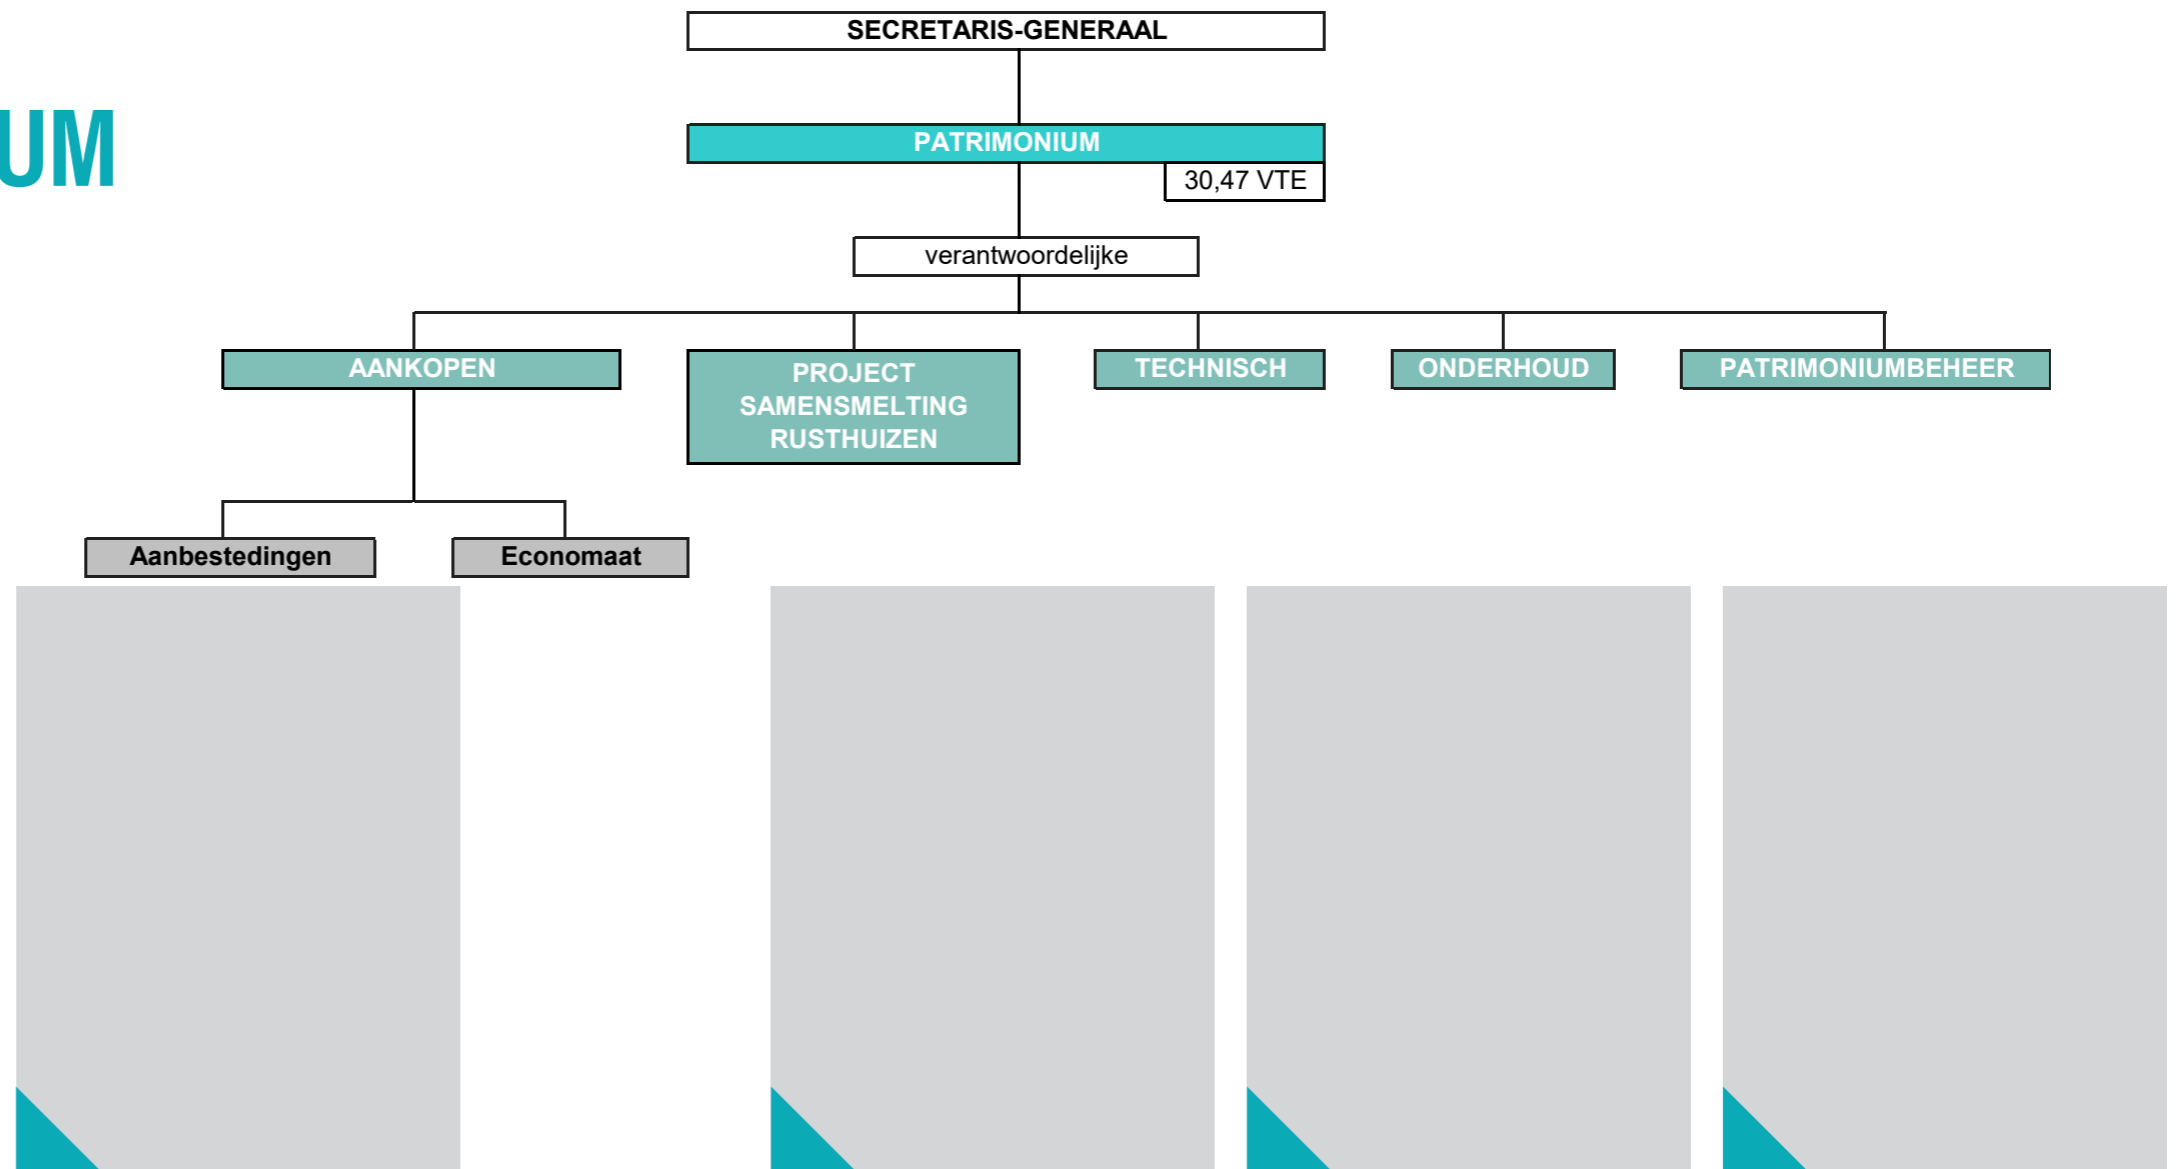 SECRETARIS-GENERAAL
UM
PATRIMONIUM
30,47 VTE
verantwoordelijke
AANKOPEN
PROJECT
SAMENSMELTING
RUSTHUIZEN
TECHNISCH
ONDERHOUD
PATRIMONIUMBEHEER
Aanbestedingen
Economaat